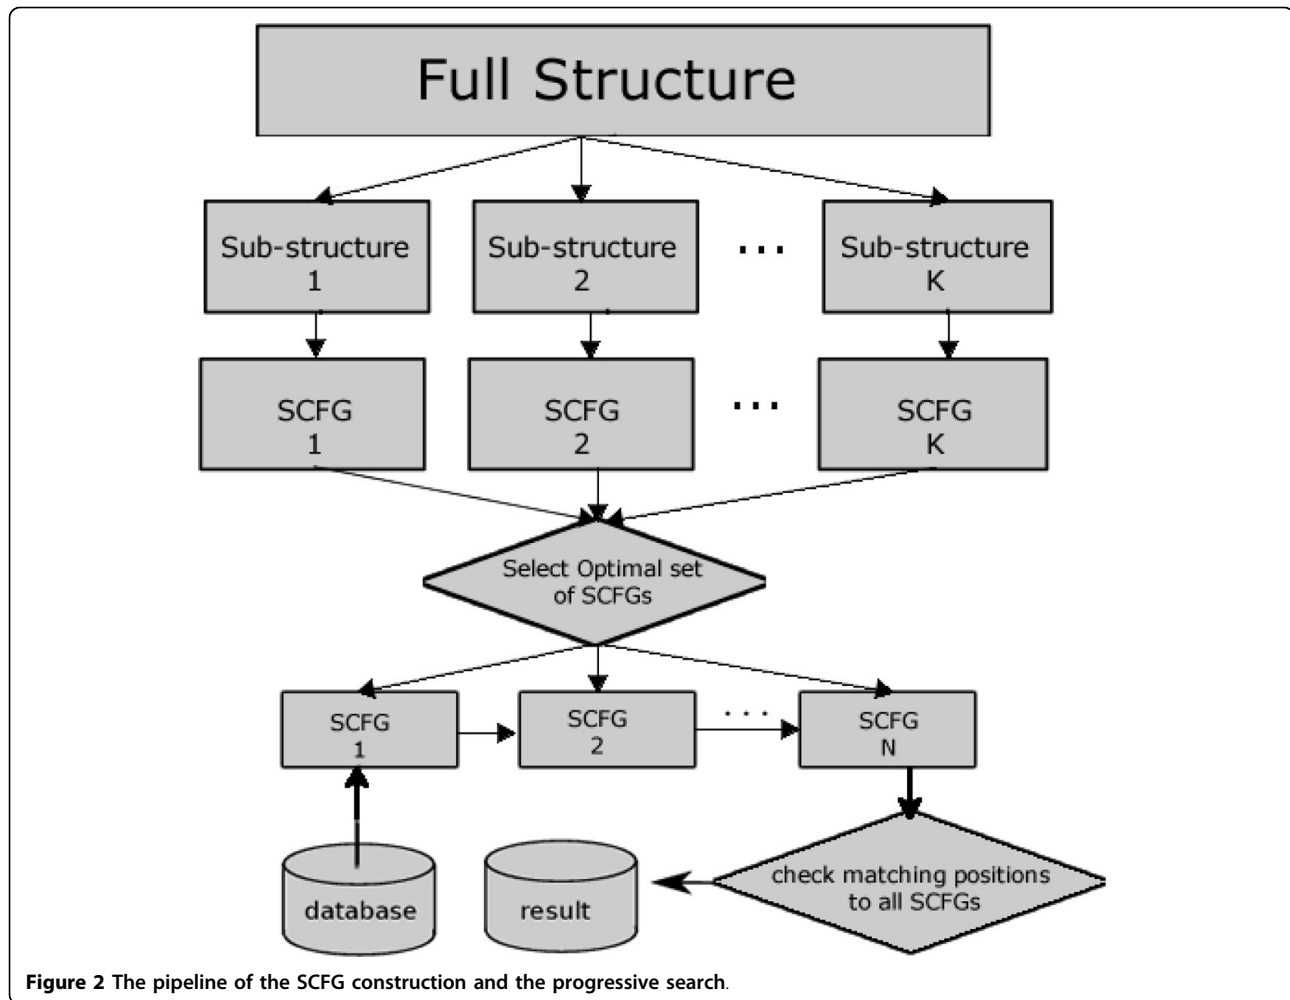 Full Structure
Sub-structure
1
Sub-structure
2
...
Sub-structure
K
SCFG
1
SCFG
2
...
SCFG
K
Select Optimal set
of SCFGs
SCFG
1
SCFG
2
...
SCFG
N
database
result
check matching positions
to all SCFGs
Figure 2 The pipeline of the SCFG construction and the progressive search.